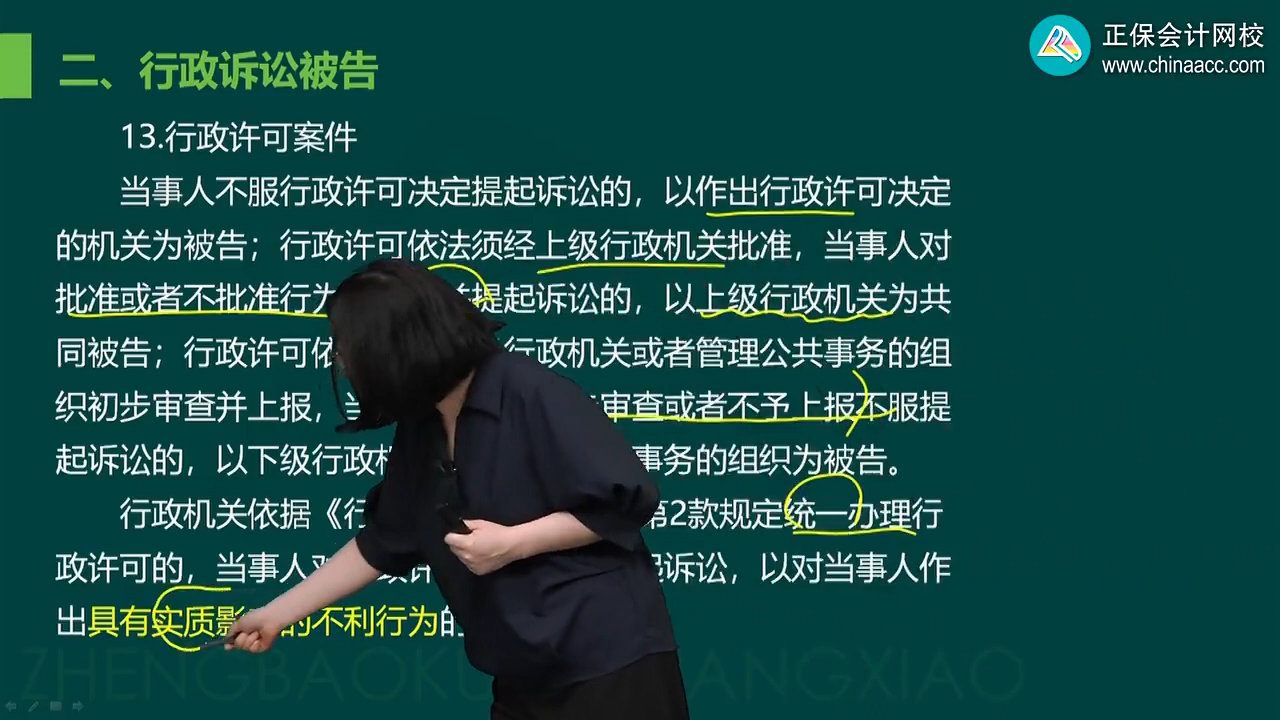 正保会计网校
www.chinaacc.com
二、行政诉讼被告
13.行政许可案件
当事人不服行政许可决定提起诉讼的，以作出行政许可决定
的机关为被告；行政许可依法须经上级行政机关批准，当事人对
批准或者不批准行为 提起诉讼的，以上级行政机关为共
同被告；行政许可依 行政机关或者管理公共事务的组
织初步审查并上报，当 审查或者不予上报不服提
起诉讼的，以下级行政机 事务的组织为被告。
行政机关依据《行 第2款规定统一办理行
政许可的，当事人对 起诉讼，以对当事人作
出具有实质影 的不利行为的